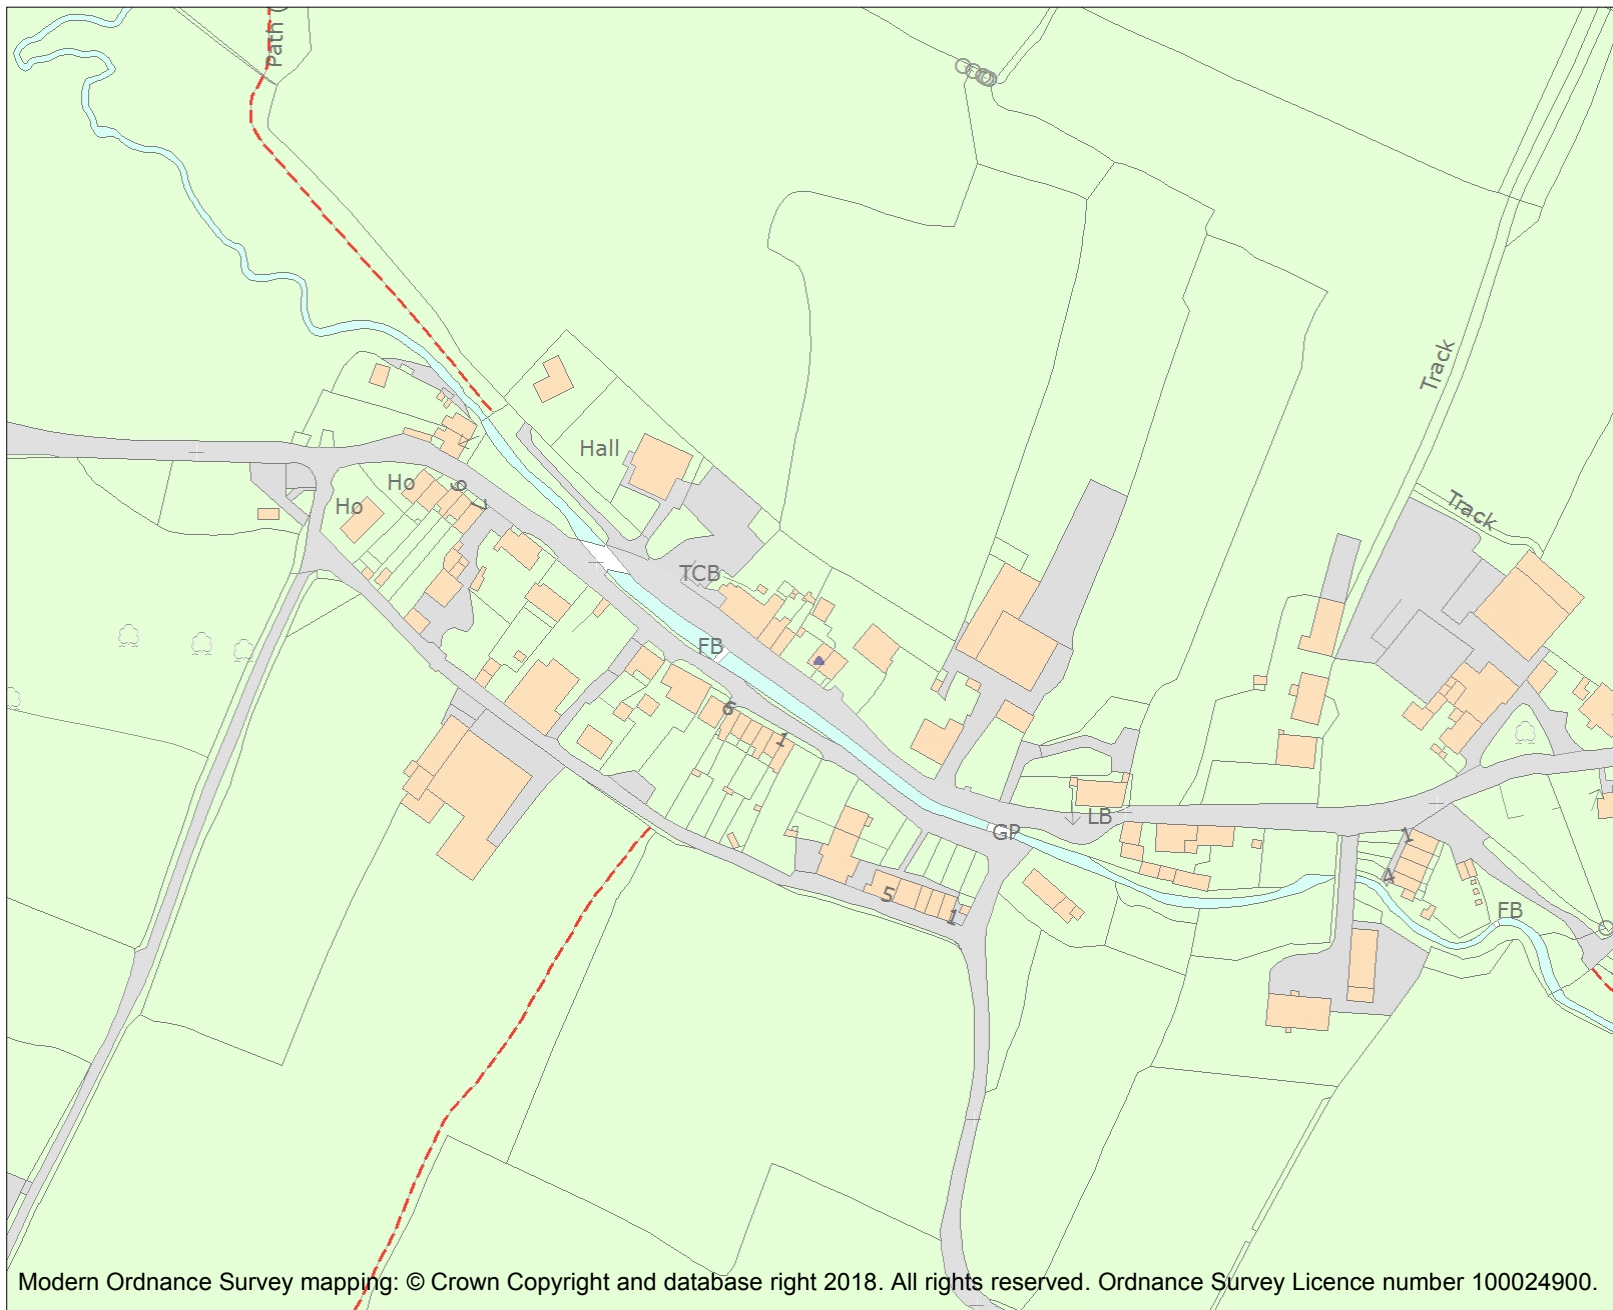 Path (
Track
Hall
Ho
Ho
9
7
Track
TCB
FB
6
1
GP
LB
1
4
5
1
FB
Modern Ordnance Survey mapping: © Crown Copyright and database right 2018. All rights reserved. Ordnance Survey Licence number 100024900.